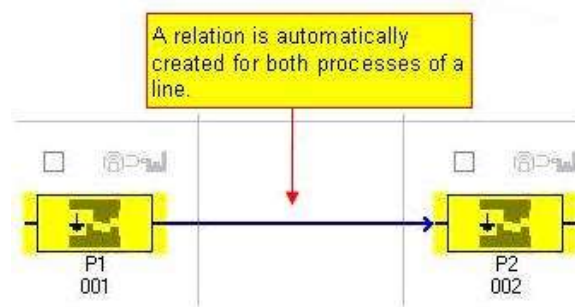 A relation is automatically
created for both processes of a
line.
P1
001
P2
002